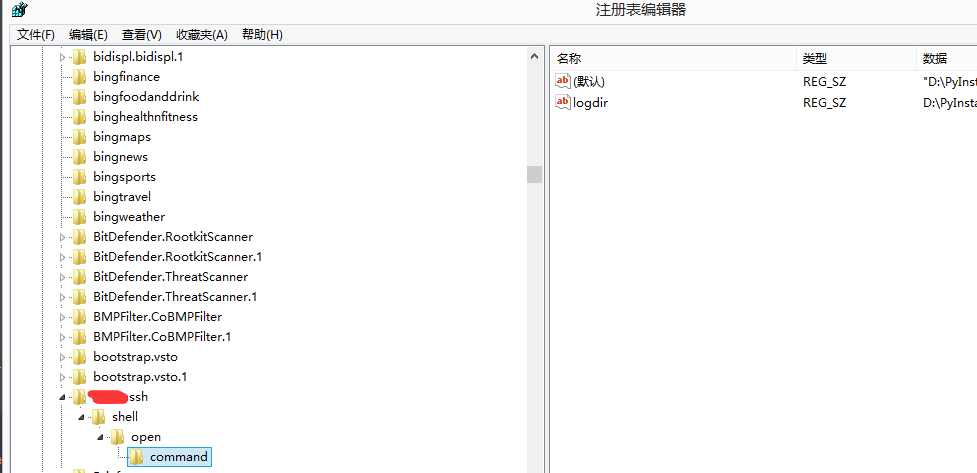 注册表编辑器
文件(F) 编辑(E) 查看(V) 收藏夹(A) 帮助(H)
bidispl.bidispl.1
bingfinance
bingfoodanddrink
binghealthnfitness
bingmaps
bingnews
bingsports
bingtravel
bingweather
BitDefender.RootkitScanner
BitDefender.RootkitScanner.1
BitDefender.ThreatScanner
BitDefender.ThreatScanner.1
BMPFilter.CoBMPFilter
BMPFilter.CoBMPFilter.1
bootstrap.vsto
bootstrap.vsto.1
ssh
shell
open
command
名称 类型 数据
ab (默认) REG_SZ "D:\PyInst
ab logdir REG_SZ D:\PyInsta